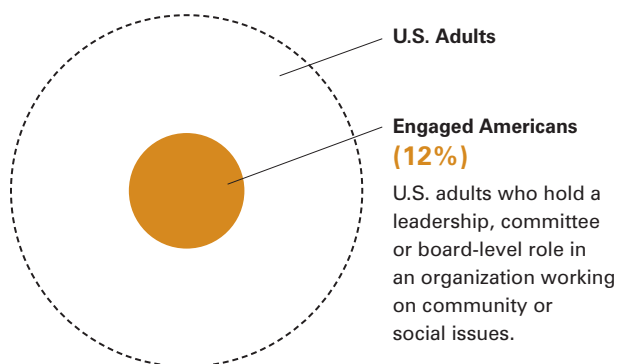 U.S. Adults
Engaged Americans
(12%)
U.S. adults who hold a
leadership, committee
or board-level role in
an organization working
on community or
social issues.